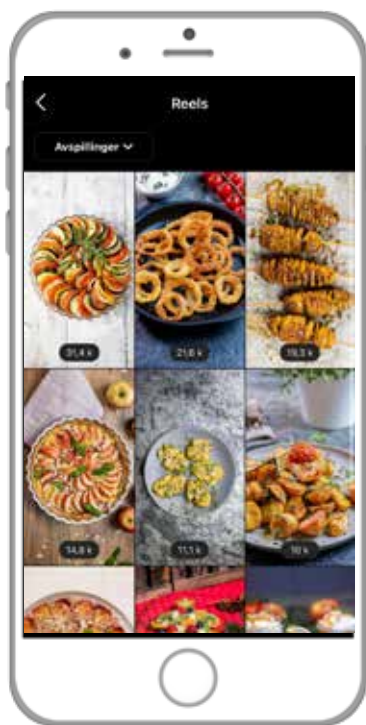 Reels
Avspillinger
31,4 k
21,6 k
19,3 k
14,8 k
11,1 k
10 k